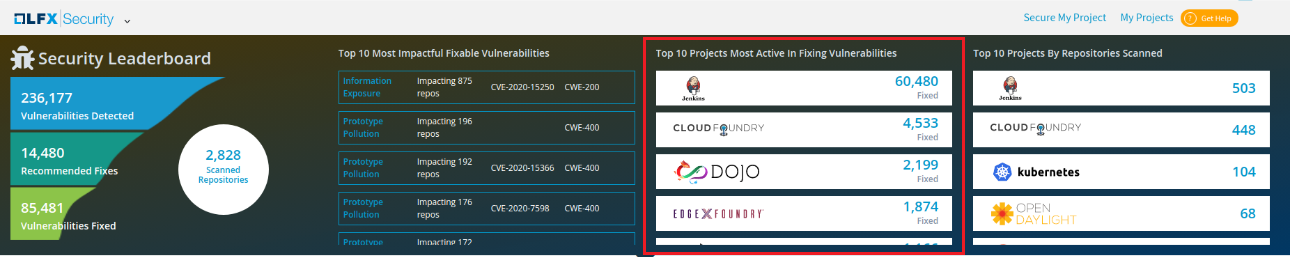 LFX Security
Secure My Project
My Projects
? Get Help
Security Leaderboard
236,177
Vulnerabilities Detected
14,480
Recommended Fixes
85,481
Vulnerabilities Fixed
2,828
Scanned
Repositories
Top 10 Most Impactful Fixable Vulnerabilities
Information Exposure
Impacting 875 repos
CVE-2020-15250
CWE-200
Prototype Pollution
Impacting 196 repos
CWE-400
Prototype Pollution
Impacting 192 repos
CVE-2020-15366
CWE-400
Prototype Pollution
Impacting 176 repos
CVE-2020-7598
CWE-400
Prototype
Impacting 172
Top 10 Projects Most Active In Fixing Vulnerabilities
Jenkins
60,480
Fixed
CLOUD FOUNDRY
4,533
Fixed
DOJO
2,199
Fixed
EDGE X FOUNDRY
1,874
Fixed
Top 10 Projects By Repositories Scanned
Jenkins
503
CLOUD FOUNDRY
448
kubernetes
104
OPEN
DAYLIGHT
68